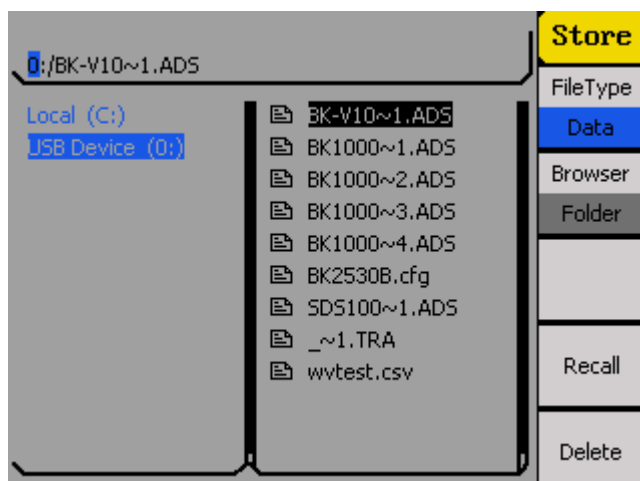 0:/BK-V10~1.ADS
Local (C:)
USB Device (0:)
BK-V10~1.ADS
BK1000~1.ADS
BK1000~2.ADS
BK1000~3.ADS
BK1000~4.ADS
BK2530B.cfg
SDS100~1.ADS
_~1.TRA
wvtest.csv
Store
FileType
Data
Browser
Folder
Recall
Delete